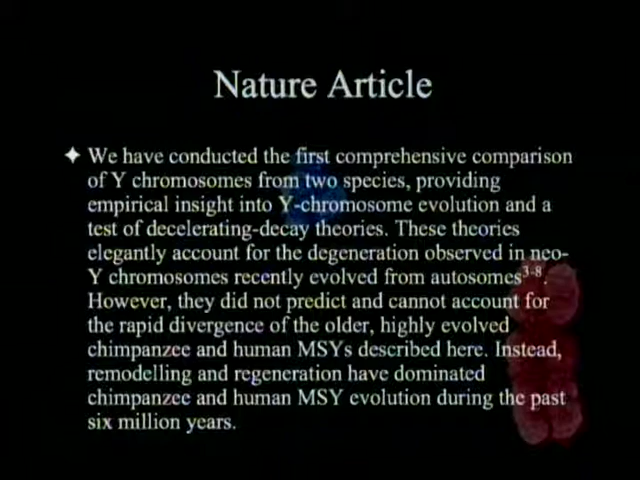 Nature Article
We have conducted the first comprehensive comparison
of Y chromosomes from two species, providing
empirical insight into Y-chromosome evolution and a
test of decelerating-decay theories. These theories
elegantly account for the degeneration observed in neo-
Y chromosomes recently evolved from autosomes³⁻⁸.
However, they did not predict and cannot account for
the rapid divergence of the older, highly evolved
chimpanzee and human MSYs described here. Instead,
remodelling and regeneration have dominated
chimpanzee and human MSY evolution during the past
six million years.